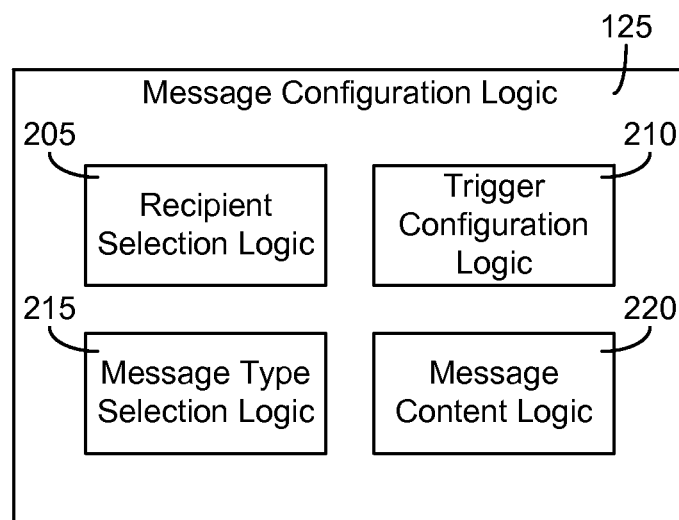 125
Message Configuration Logic
205
210
Recipient
Selection Logic
Trigger
Configuration
Logic
215
220
Message Type
Selection Logic
Message
Content Logic